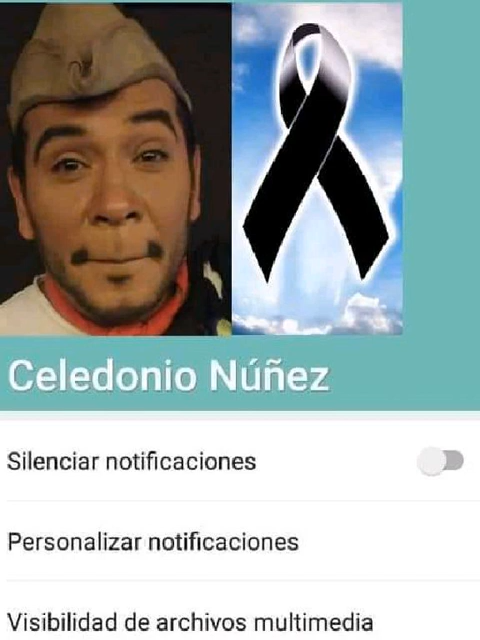 Celedonio Núñez
Silenciar notificaciones
Personalizar notificaciones
Visibilidad de archivos multimedia